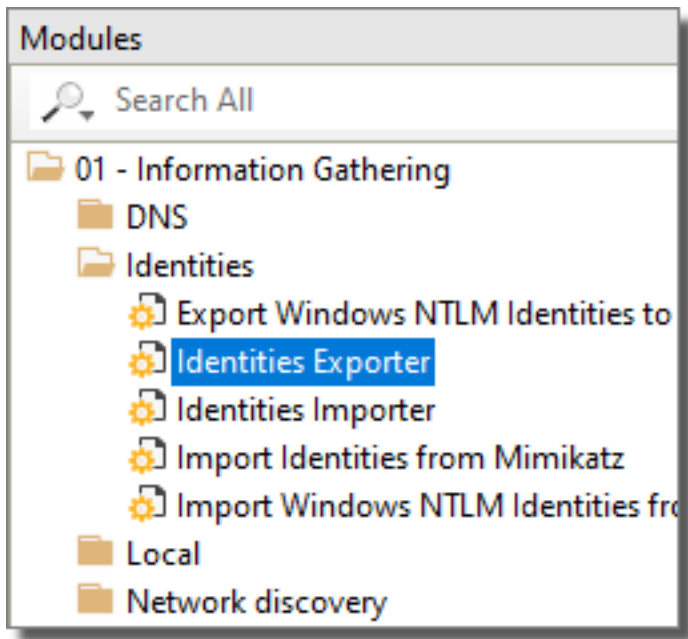 Modules
Search All
01 - Information Gathering
DNS
Identities
Export Windows NTLM Identities to
Identities Exporter
Identities Importer
Import Identities from Mimikatz
Import Windows NTLM Identities
Local
Network discovery